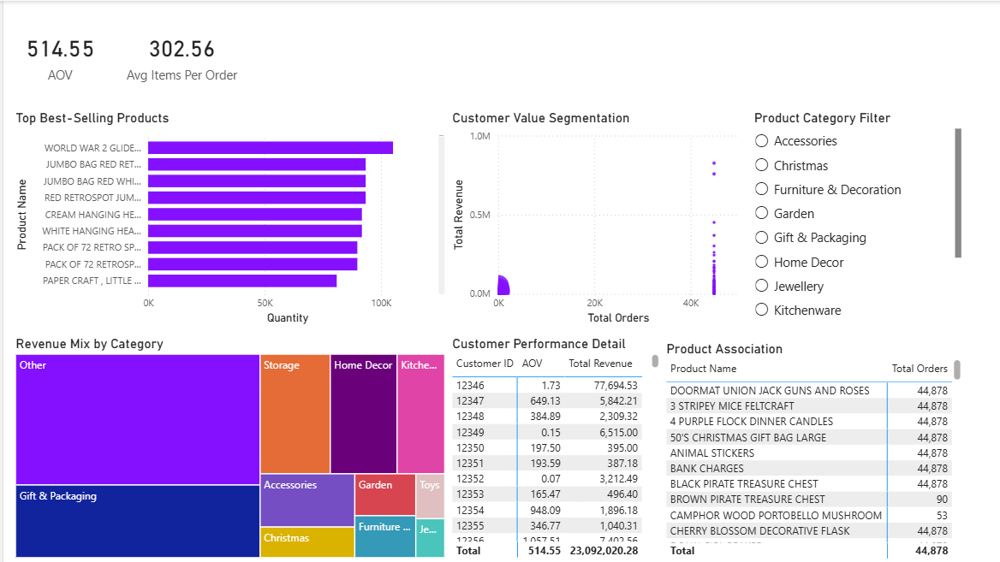 514.55
302.56
AOV
Avg Items Per Order
Top Best-Selling Products
Product Name
WORLD WAR 2 GLIDE...
JUMBO BAG RED RET...
JUMBO BAG RED WHI...
RED RETROSPOT JUM...
CREAM HANGING HE...
WHITE HANGING HEA...
PACK OF 72 RETRO SP...
PACK OF 72 RETROSP...
PAPER CRAFT , LITTLE ...
0K 50K 100K
Quantity
Customer Value Segmentation
Total Revenue
1.0M
0.5M
0.0M
0K 20K 40K
Total Orders
Product Category Filter
Accessories
Christmas
Furniture & Decoration
Garden
Gift & Packaging
Home Decor
Jewellery
Kitchenware
Revenue Mix by Category
Other
Gift & Packaging
Storage
Home Decor
Kitche...
Accessories
Christmas
Garden
Furniture ...
Toys
Je...
Customer Performance Detail
Customer ID AOV Total Revenue
12346 1.73 77,694.53
12347 649.13 5,842.21
12348 384.89 2,309.32
12349 0.15 6,515.00
12350 197.50 395.00
12351 193.59 387.18
12352 0.07 3,212.49
12353 165.47 496.40
12354 948.09 1,896.18
12355 346.77 1,040.31
12356 1,057.51 7,402.56
Total 514.55 23,092,020.28
Product Association
Product Name Total Orders
DOORMAT UNION JACK GUNS AND ROSES 44,878
3 STRIPEY MICE FELTCRAFT 44,878
4 PURPLE FLOCK DINNER CANDLES 44,878
50'S CHRISTMAS GIFT BAG LARGE 44,878
ANIMAL STICKERS 44,878
BANK CHARGES 44,878
BLACK PIRATE TREASURE CHEST 44,878
BROWN PIRATE TREASURE CHEST 90
CAMPHOR WOOD PORTOBELLO MUSHROOM 53
CHERRY BLOSSOM DECORATIVE FLASK 44,878
Total 44,878